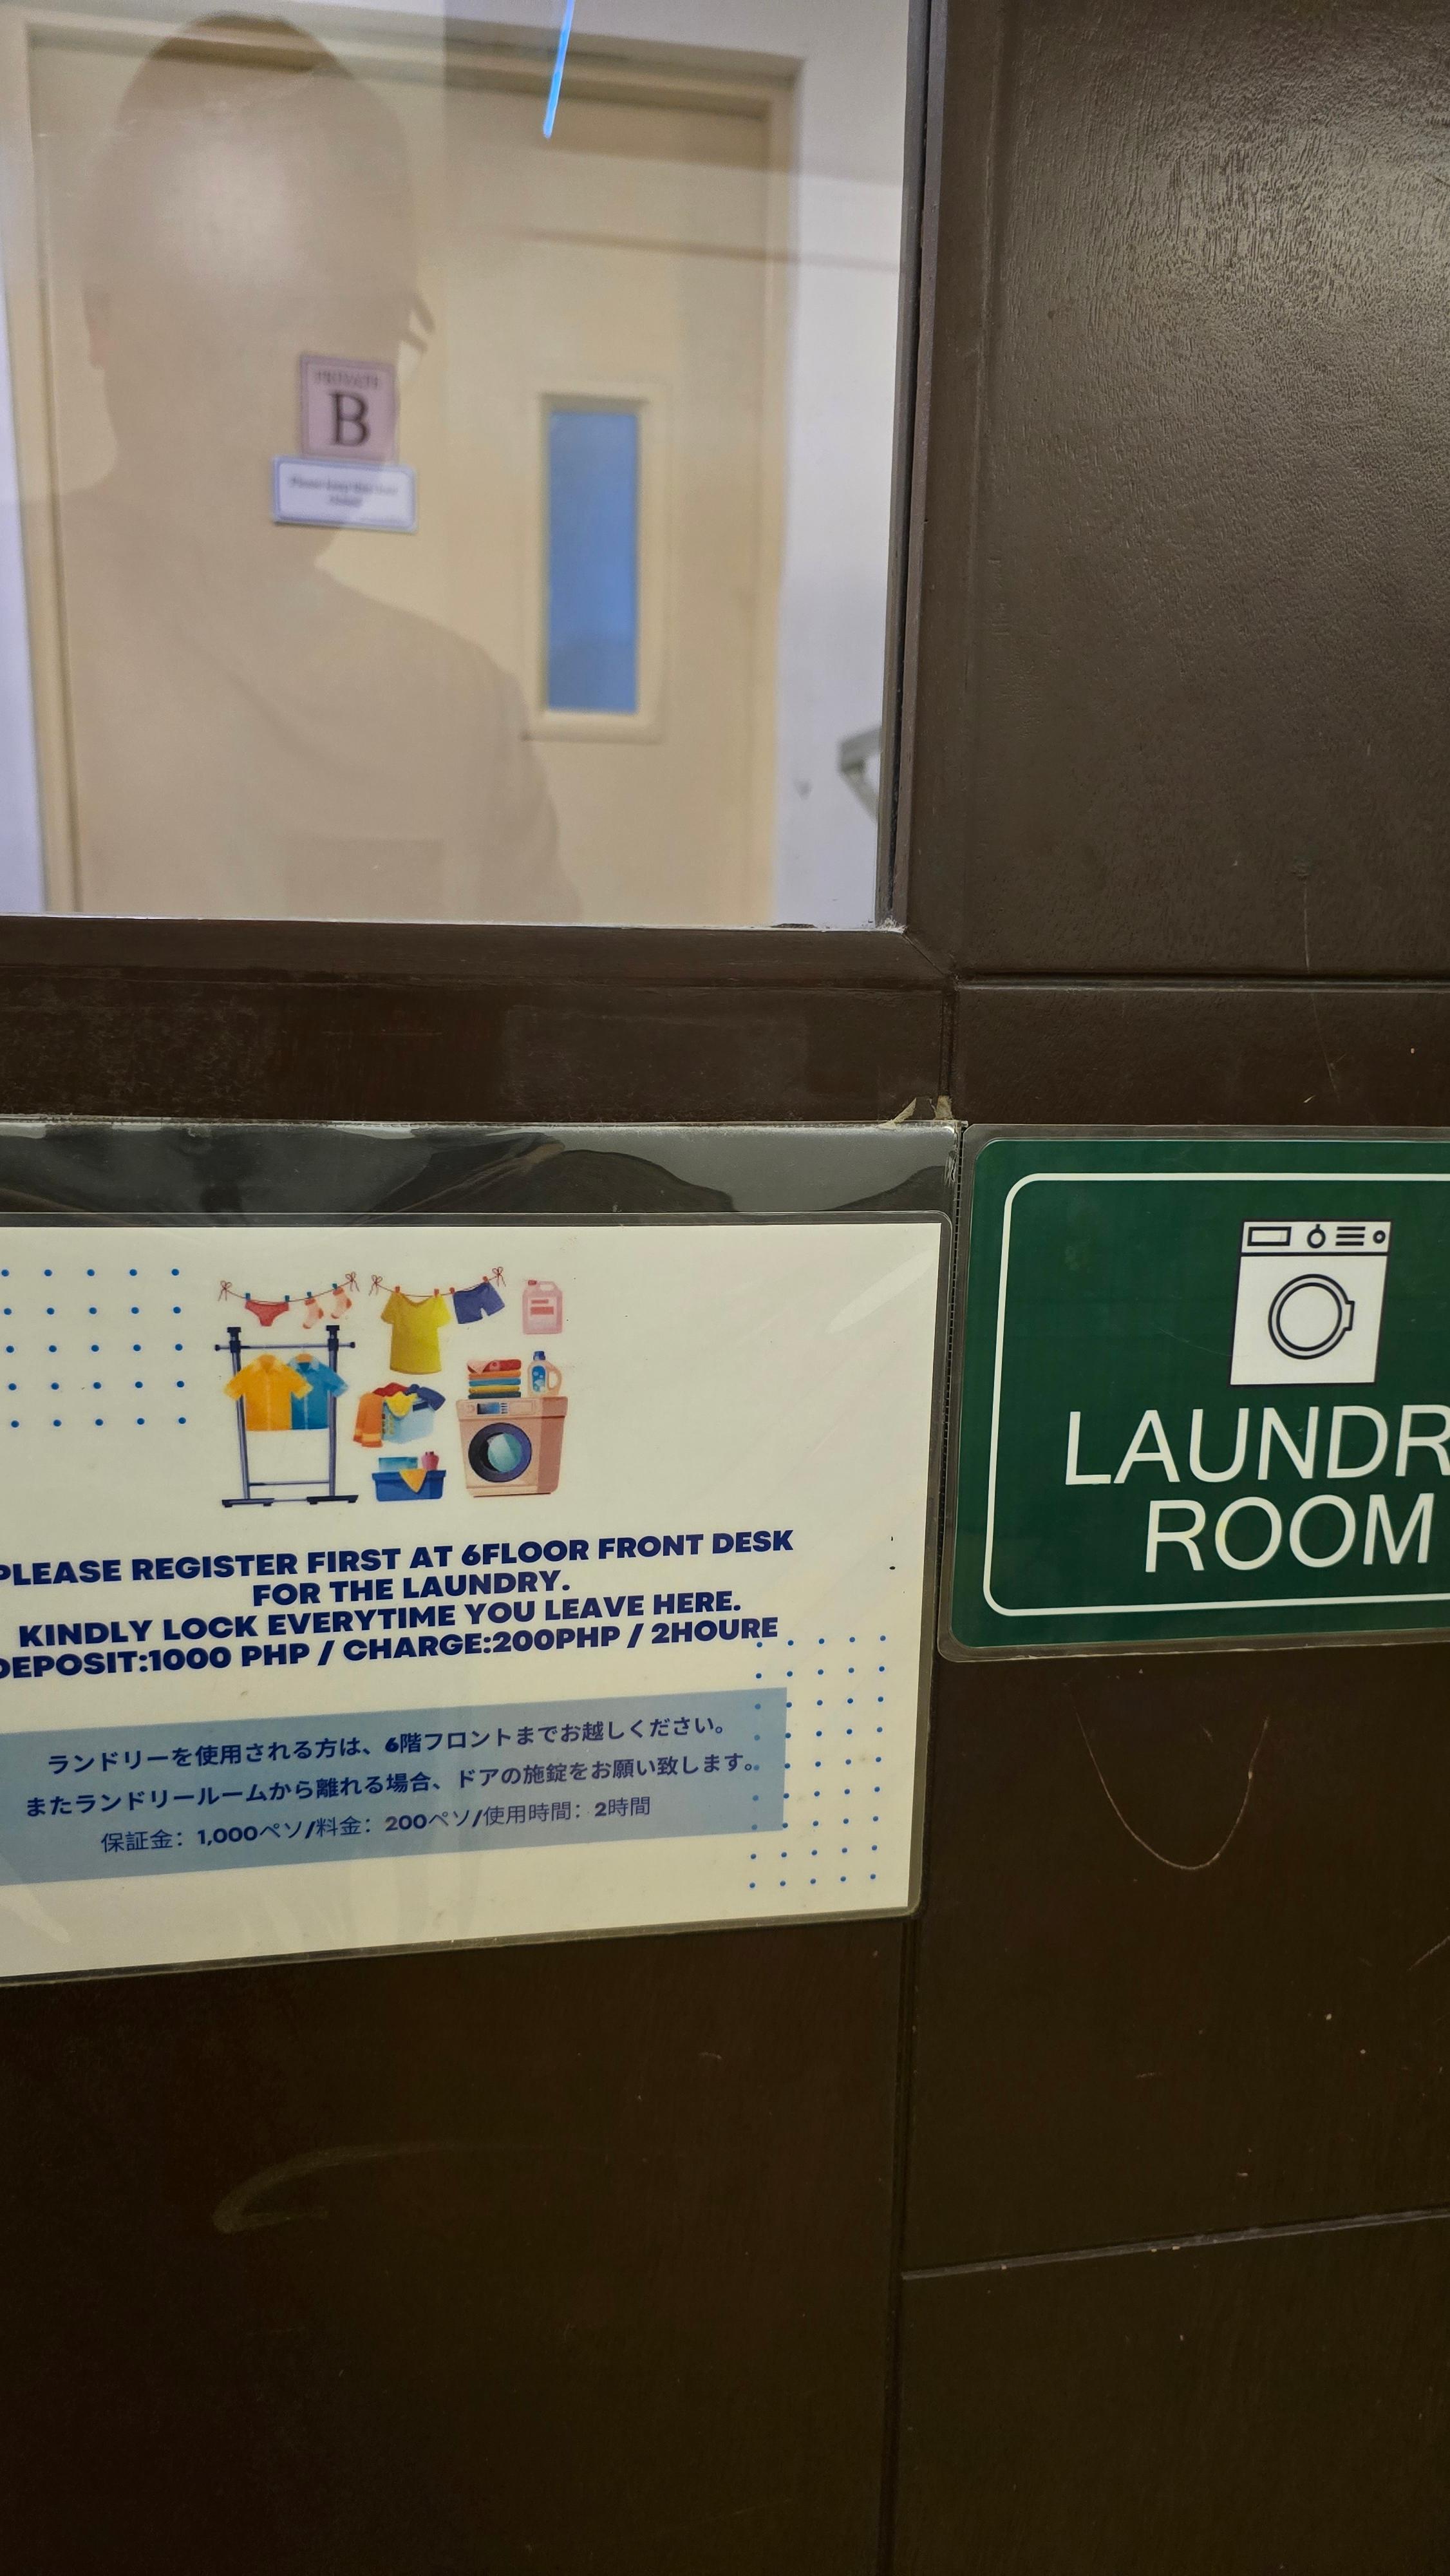 PRIVATE
B
Please keep this door
PLEASE REGISTER FIRST AT 6FLOOR FRONT DESK
FOR THE LAUNDRY.
KINDLY LOCK EVERYTIME YOU LEAVE HERE.
DEPOSIT:1000 PHP / CHARGE:200PHP / 2HOURE
ランドリーを使用される方は、6階フロントまでお越しください。
またランドリールームから離れる場合、ドアの施錠をお願い致します。
保証金：1,000ペソ/料金：200ペソ/使用時間：2時間
LAUNDR
ROOM